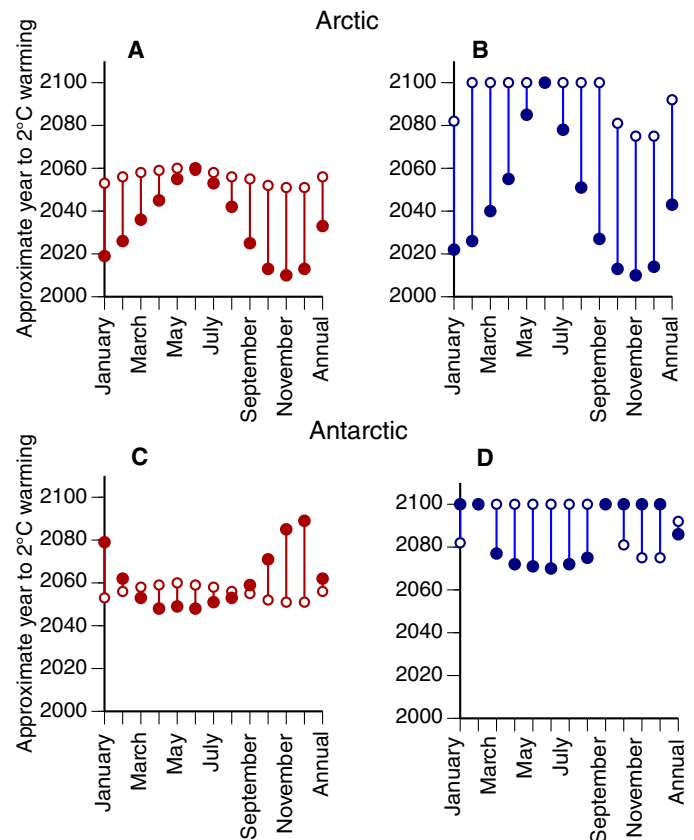 Arctic
A
B
Approximate year to 2°C warming
2100
2080
2060
2040
2020
2000
January
March
May
July
September
November
Annual
2100
2080
2060
2040
2020
2000
January
March
May
July
September
November
Annual
Antarctic
C
D
Approximate year to 2°C warming
2100
2080
2060
2040
2020
2000
January
March
May
July
September
November
Annual
2100
2080
2060
2040
2020
2000
January
March
May
July
September
November
Annual